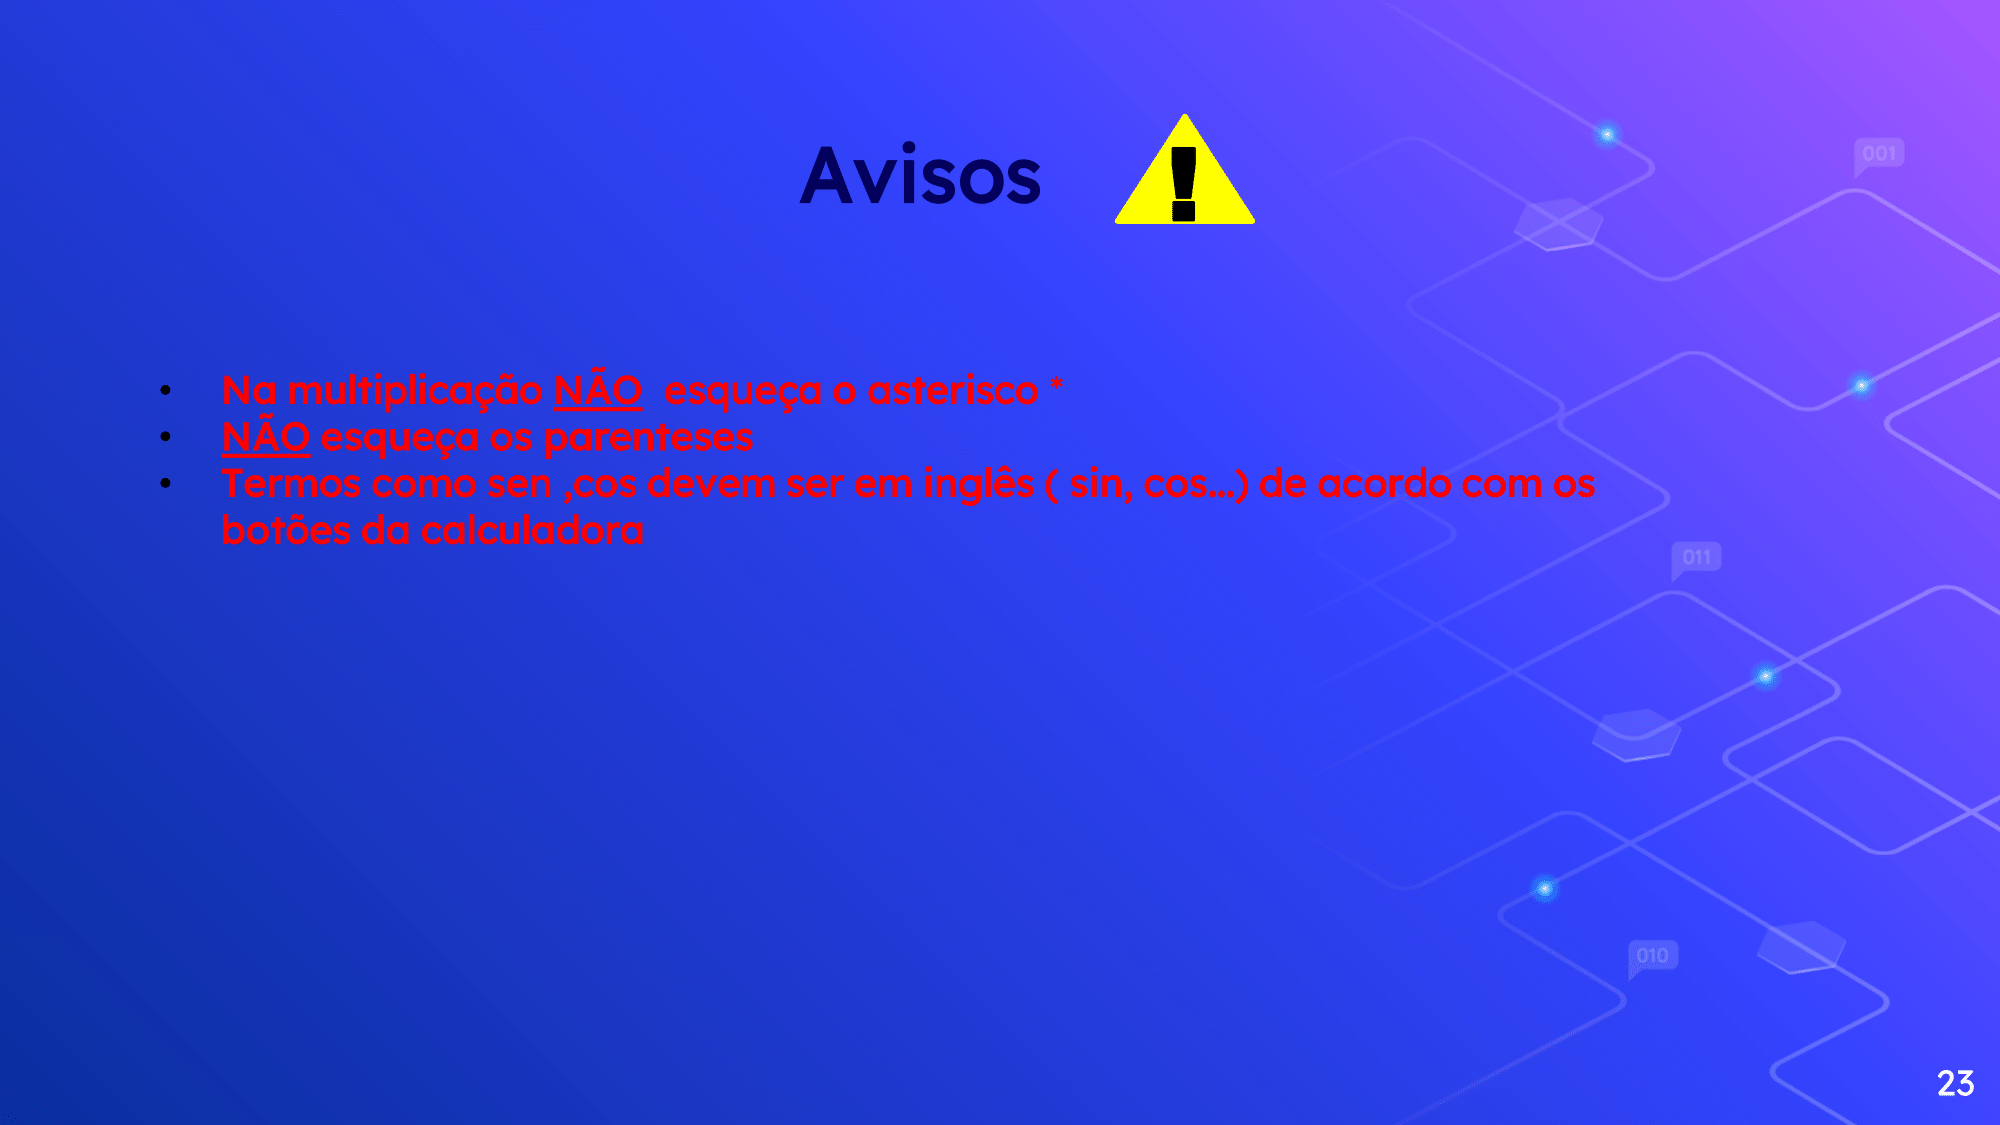 Avisos
001
• Na multiplicação NÃO  esqueça o asterisco *
• NÃO esqueça os parenteses
• Termos como sen ,cos devem ser em inglês ( sin, cos...) de acordo com os
botões da calculadora
011
010
23